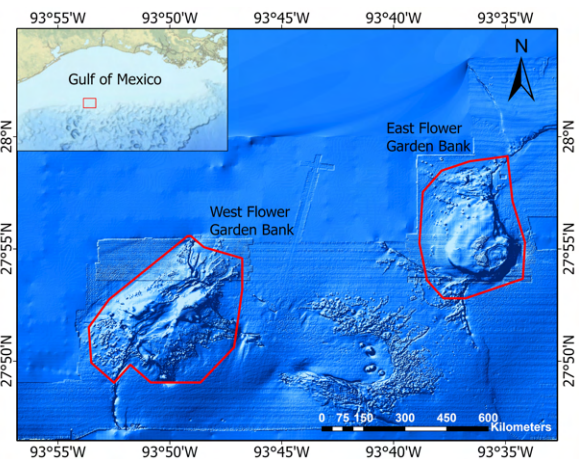 93°55'W 93°50'W 93°45'W 93°40'W 93°35'W
Gulf of Mexico
N
East Flower
Garden Bank
West Flower
Garden Bank
28°N
27°55'N
27°50'N
28°N
27°55'N
27°50'N
0 75 150 300 450 600
Kilometers
93°55'W 93°50'W 93°45'W 93°40'W 93°35'W